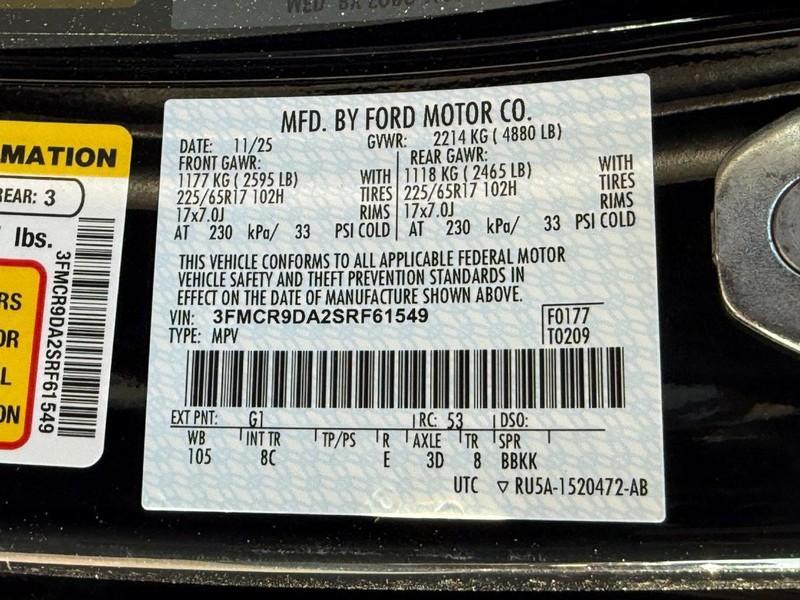 MATION
REAR: 3
lbs.
3FMCR9DA2SRF61549
MFD. BY FORD MOTOR CO.
DATE: 11/25 GVWR: 2214 KG ( 4880 LB)
FRONT GAWR: REAR GAWR:
1177 KG ( 2595 LB) WITH 1118 KG ( 2465 LB) WITH
225/65R17 102H TIRES 225/65R17 102H TIRES
17x7.0J RIMS 17x7.0J RIMS
AT 230 kPa/ 33 PSI COLD AT 230 kPa/ 33 PSI COLD
THIS VEHICLE CONFORMS TO ALL APPLICABLE FEDERAL MOTOR
VEHICLE SAFETY AND THEFT PREVENTION STANDARDS IN
EFFECT ON THE DATE OF MANUFACTURE SHOWN ABOVE.
VIN: 3FMCR9DA2SRF61549 F0177
TYPE: MPV T0209
EXT PNT: G1 RC: 53 DSO:
WB INT TR TP/PS R AXLE TR SPR
105 8C E 3D 8 BBKK
UTC ▽ RU5A-1520472-AB